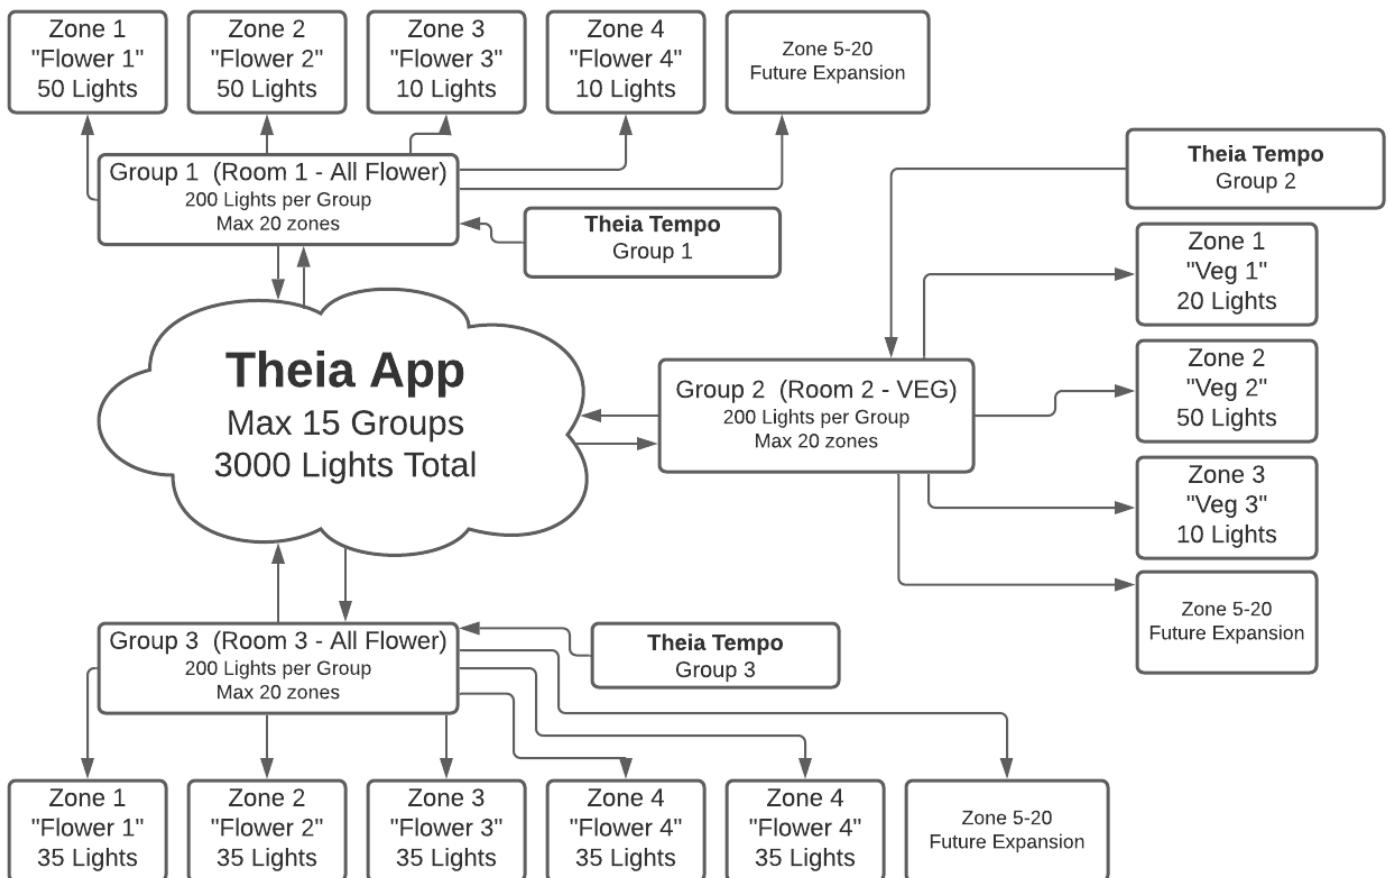 Zone 1
"Flower 1"
50 Lights
Zone 2
"Flower 2"
50 Lights
Zone 3
"Flower 3"
10 Lights
Zone 4
"Flower 4"
10 Lights
Zone 5-20
Future Expansion
Group 1 (Room 1 - All Flower)
200 Lights per Group
Max 20 zones
Theia Tempo
Group 1
Theia Tempo
Group 2
Zone 1
"Veg 1"
20 Lights
Zone 2
"Veg 2"
50 Lights
Zone 3
"Veg 3"
10 Lights
Zone 5-20
Future Expansion
Theia App
Max 15 Groups
3000 Lights Total
Group 2 (Room 2 - VEG)
200 Lights per Group
Max 20 zones
Group 3 (Room 3 - All Flower)
200 Lights per Group
Max 20 zones
Theia Tempo
Group 3
Zone 1
"Flower 1"
35 Lights
Zone 2
"Flower 2"
35 Lights
Zone 3
"Flower 3"
35 Lights
Zone 4
"Flower 4"
35 Lights
Zone 4
"Flower 4"
35 Lights
Zone 5-20
Future Expansion